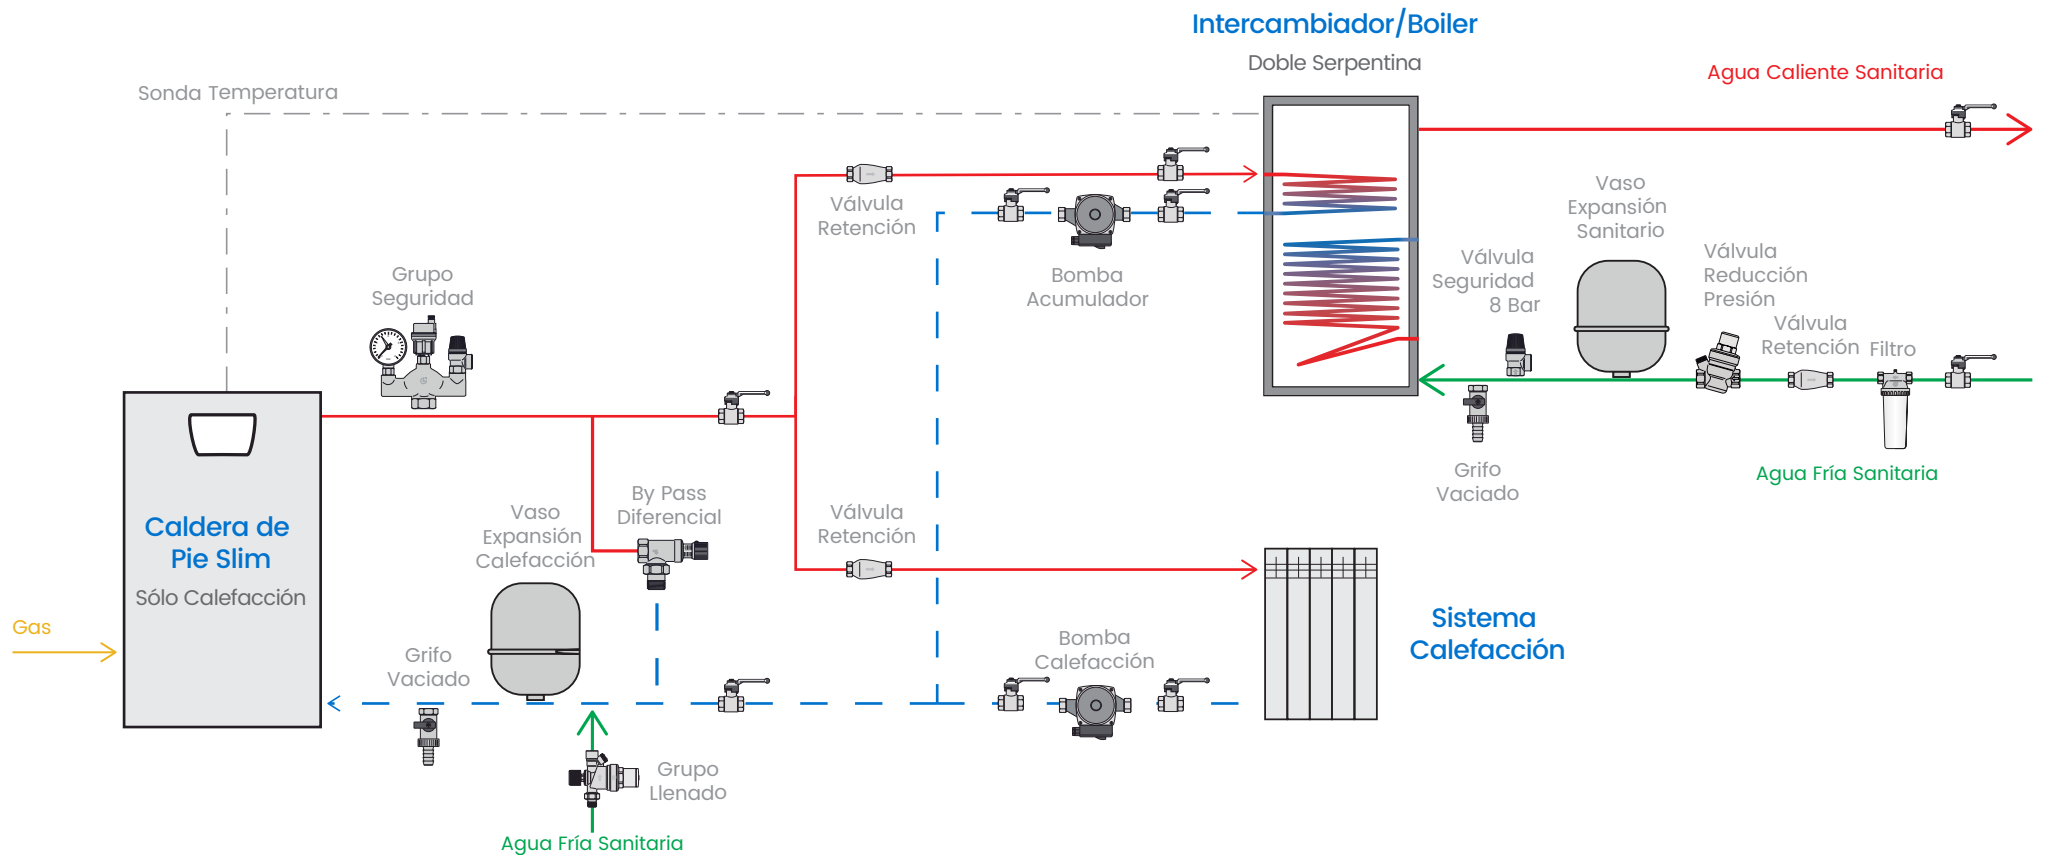 Intercambiador/Boiler
Doble Serpentina
Agua Caliente Sanitaria
Sonda Temperatura
Válvula
Retención
Bomba
Acumulador
Vaso
Expansión
Sanitario
Válvula
Seguridad
8 Bar
Válvula
Reducción
Presión
Válvula
Retención
Filtro
Grupo
Seguridad
Grifo
Vaciado
Agua Fría Sanitaria
Caldera de
Pie Slim
Sólo Calefacción
Gas
Vaso
Expansión
Calefacción
By Pass
Diferencial
Válvula
Retención
Sistema
Calefacción
Bomba
Calefacción
Grifo
Vaciado
Grupo
Llenado
Agua Fría Sanitaria